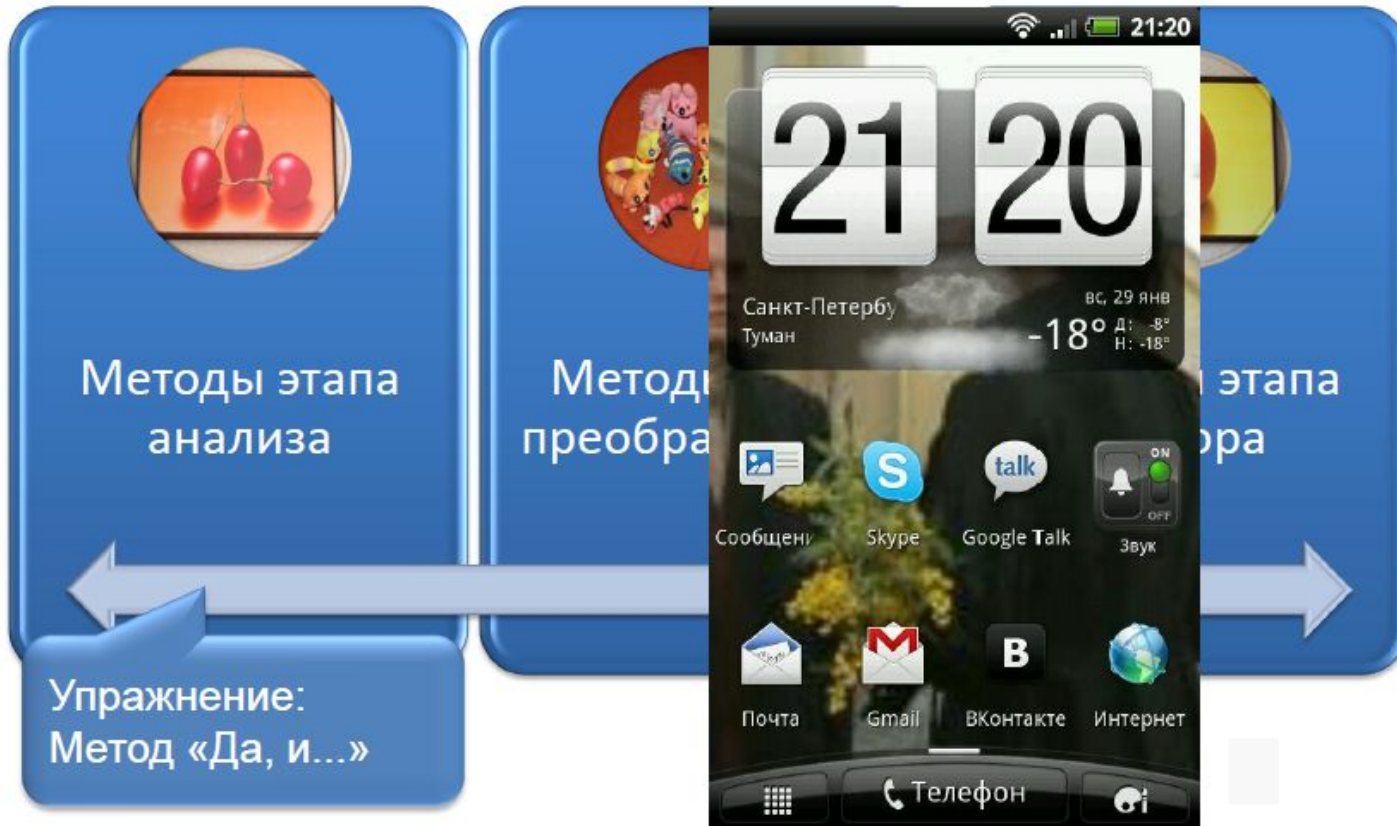 Методы этапа
анализа
Упражнение:
Метод «Да, и...»
Метод
преобра
21:20
21 20
Санкт-Петербу
Туман
вс, 29 янв
-18° Д: -8°
Н: -18°
Сообщени
Skype
talk
Google Talk
ON
OFF
Звук
Почта
Gmail
В
ВКонтакте
Интернет
Телефон
этапа
ора